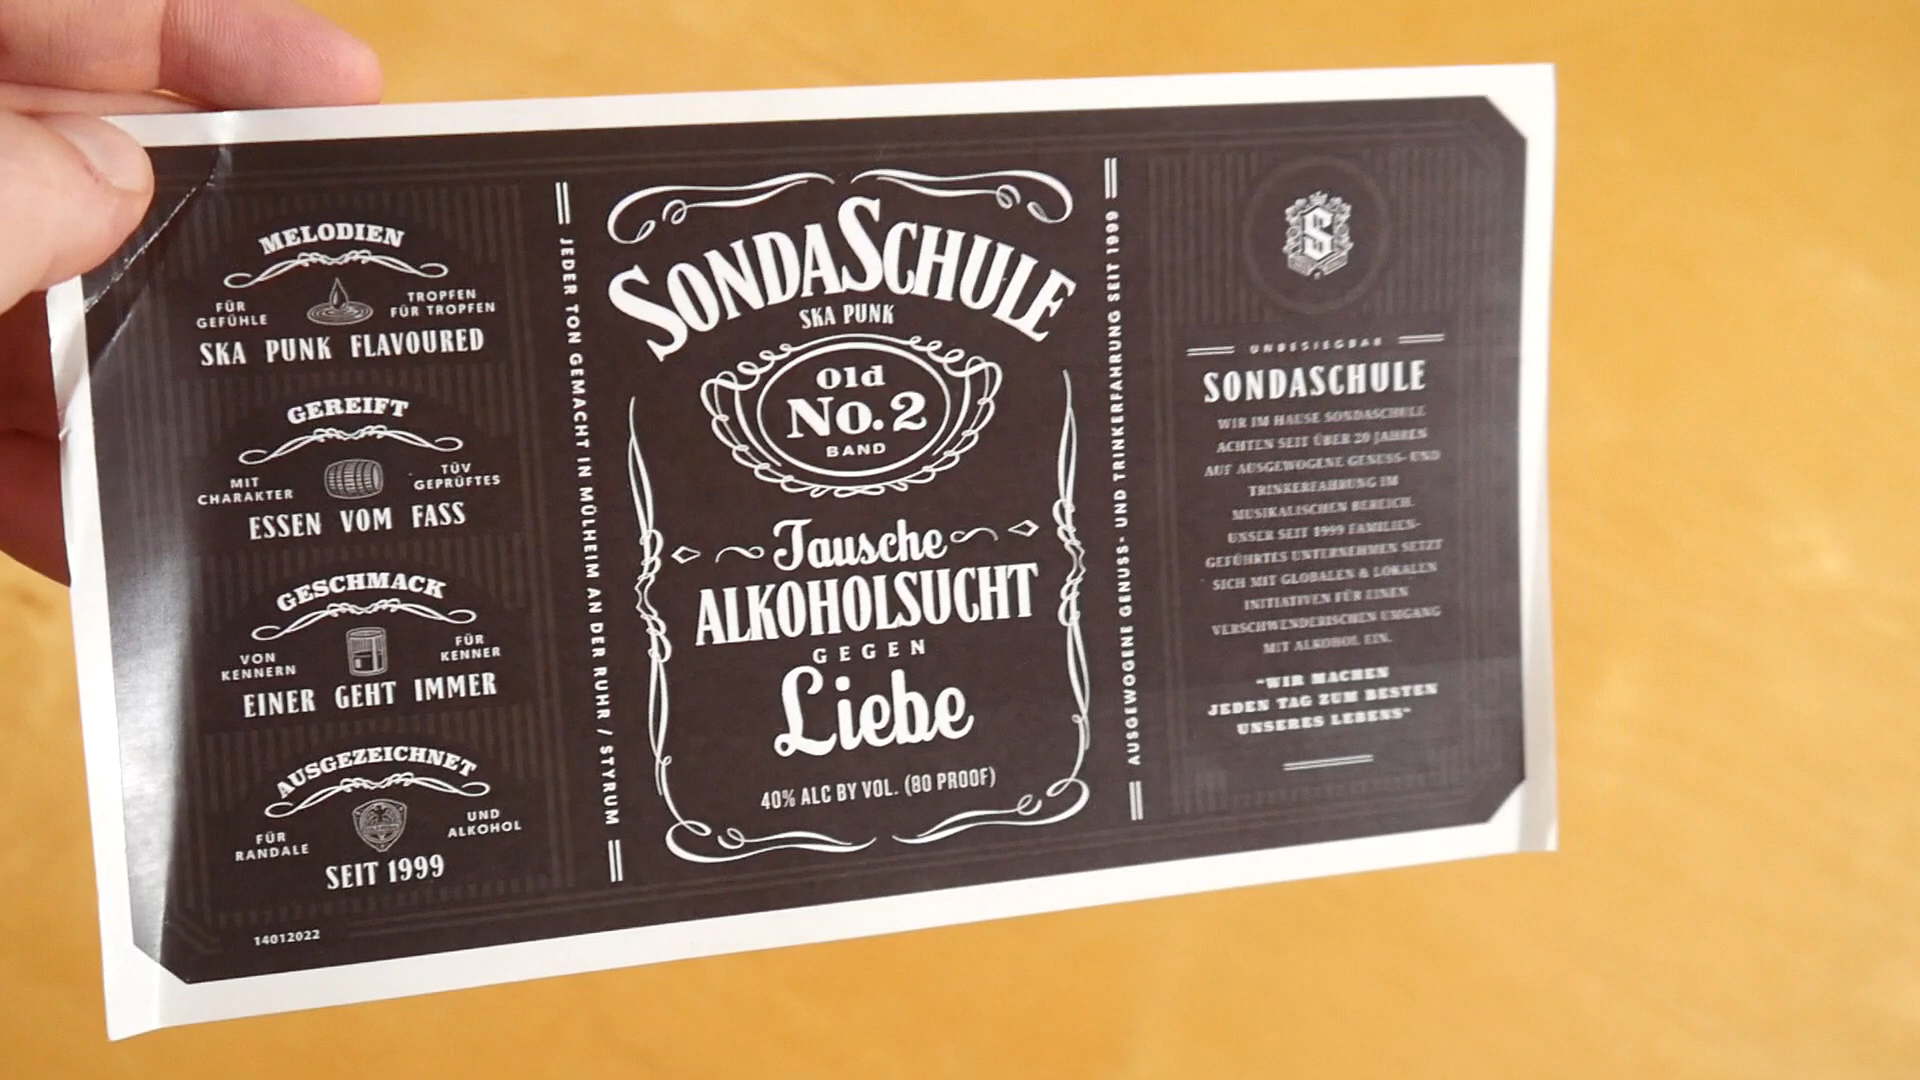 MELODIEN
FÜR GEFÜHLE
TROPFEN FÜR TROPFEN
SKA PUNK FLAVOURED
GEREIFT
MIT CHARAKTER
TÜV GEPRÜFTES
ESSEN VOM FASS
GESCHMACK
VON KENNERN
FÜR KENNER
EINER GEHT IMMER
AUSGEZEICHNET
FÜR RANDALE
UND ALKOHOL
SEIT 1999
14012022
JEDER TON GEMACHT IN MÜLHEIM AN DER RUHR / STYRUM
SONDASCHULE
SKA PUNK
Old
No. 2
BAND
Tausche
ALKOHOLSUCHT
GEGEN
Liebe
40% ALC BY VOL. (80 PROOF)
AUSGEWOGENE GENUSS- UND TRINKERFAHRUNG SEIT 1999
S
UNBESIEGBAR
SONDASCHULE
WIR IM HAUSE SONDASCHULE
ACHTEN SEIT ÜBER 20 JAHREN
AUF AUSGEWOGENE GENUSS- UND
TRINKERFAHRUNG IM
MUSIKALISCHEN BEREICH.
UNSER SEIT 1999 FAMILIEN-
GEFÜHRTES UNTERNEHMEN SETZT
SICH MIT GLOBALEN & LOKALEN
INITIATIVEN FÜR EINEN
VERSCHWENDERISCHEN UMGANG
MIT ALKOHOL EIN.
"WIR MACHEN
JEDEN TAG ZUM BESTEN
UNSERES LEBENS"